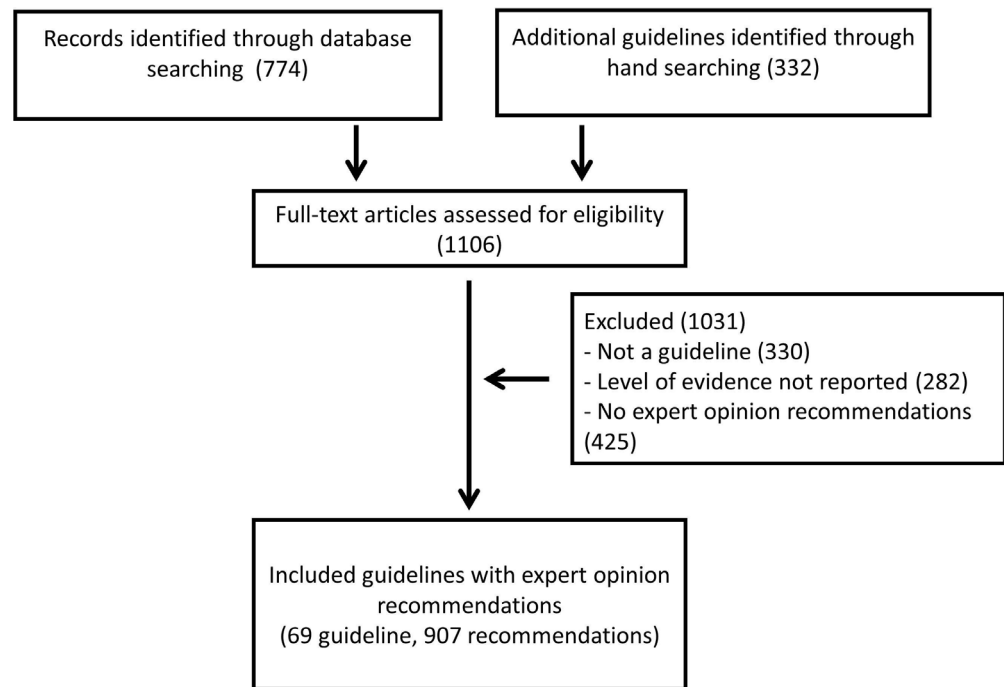 Records identified through database
searching (774)
Additional guidelines identified through
hand searching (332)
Full-text articles assessed for eligibility
(1106)
Excluded (1031)
- Not a guideline (330)
- Level of evidence not reported (282)
- No expert opinion recommendations
(425)
Included guidelines with expert opinion
recommendations
(69 guideline, 907 recommendations)